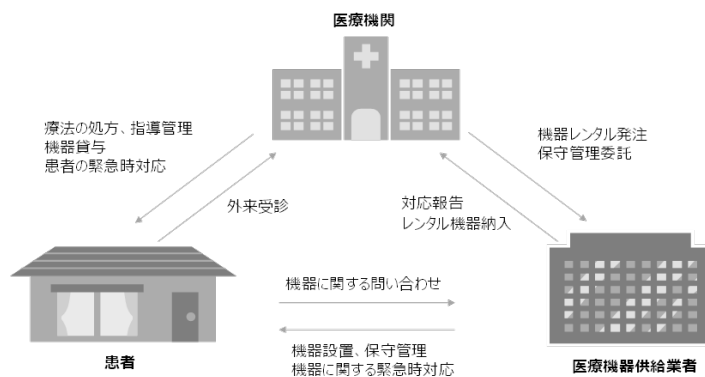 医療機関
療法の処方、指導管理
機器貸与
患者の緊急時対応
機器レンタル発注
保守管理委託
外来受診
対応報告
レンタル機器納入
機器に関する問い合わせ
機器設置、保守管理
機器に関する緊急時対応
患者
医療機器供給業者